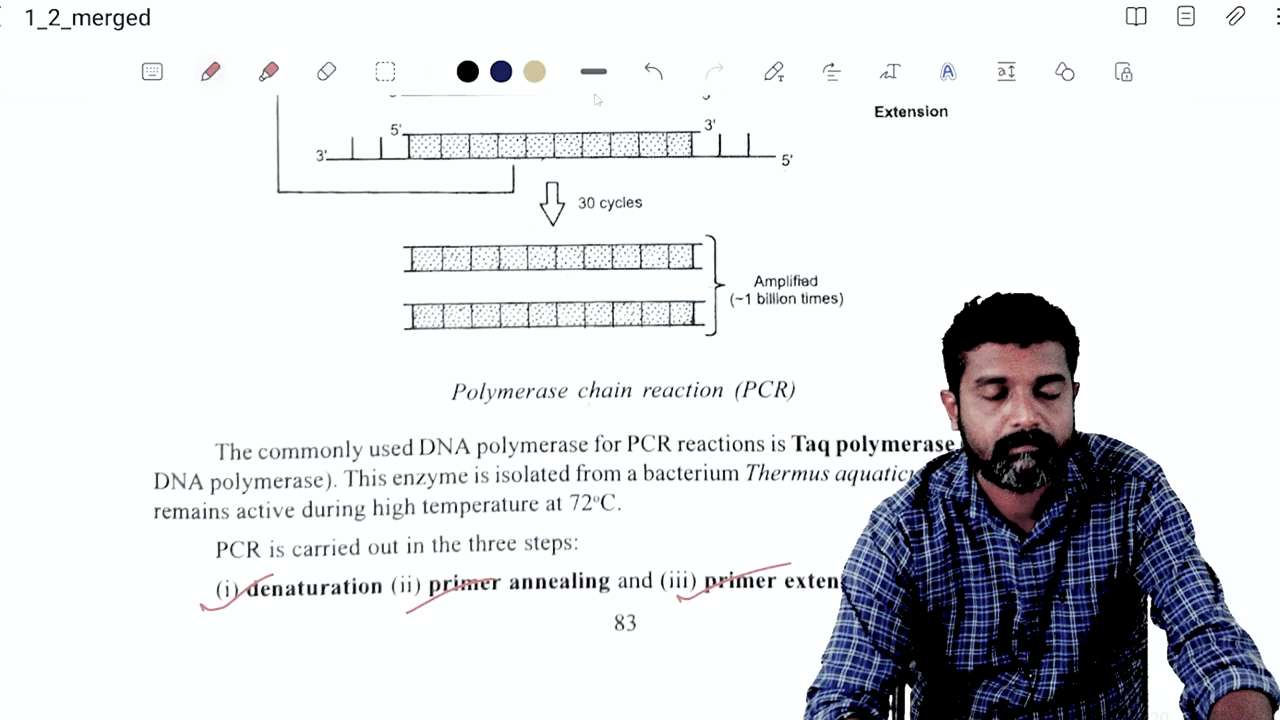 1_2_merged
Extension
5'
3'
3'
5'
30 cycles
Amplified
(~1 billion times)
Polymerase chain reaction (PCR)
The commonly used DNA polymerase for PCR reactions is Taq polymerase
DNA polymerase). This enzyme is isolated from a bacterium Thermus
remains active during high temperature at 72°C.
PCR is carried out in the three steps:
(i) denaturation (ii) primer annealing and (iii) primer
83